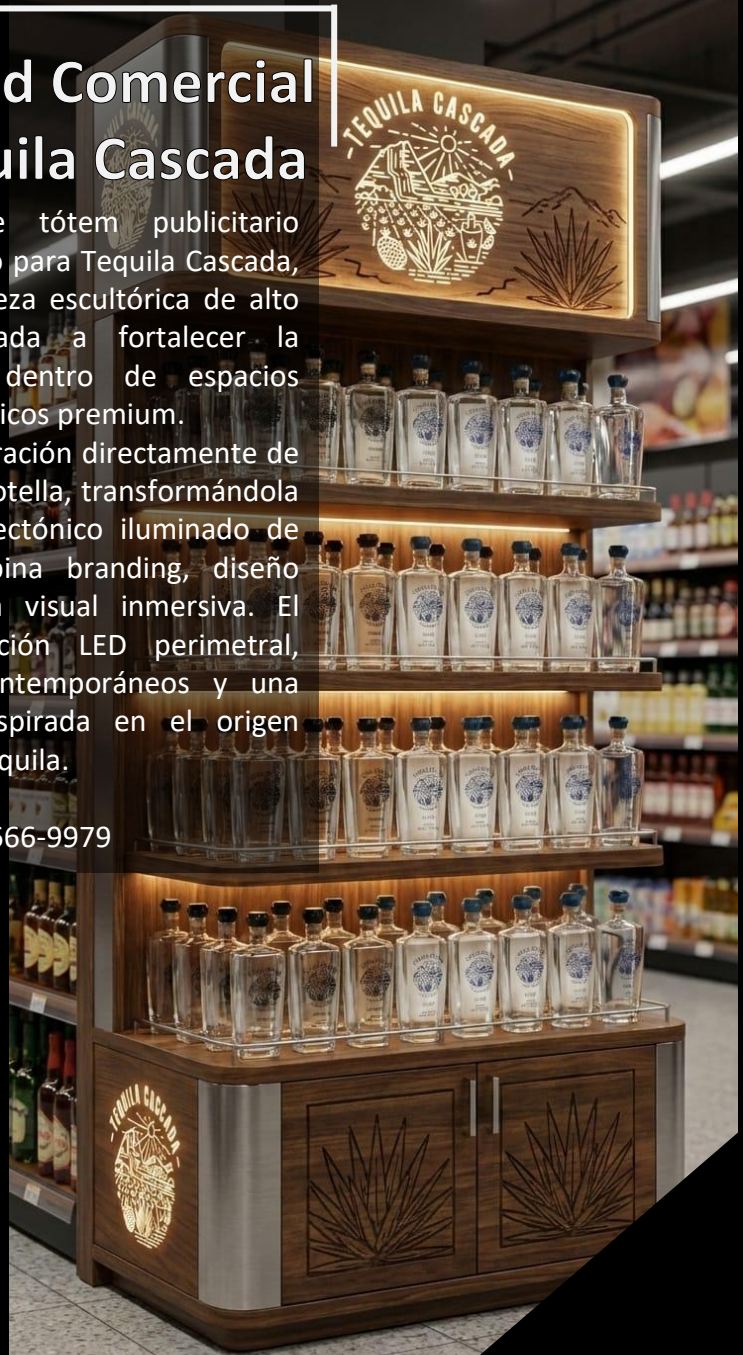 d Comercial
uila Cascada
e tótem publicitario
o para Tequila Cascada,
eza escultórica de alto
ada a fortalecer la
dentro de espacios
icos premium.
ración directamente de
otella, transformándola
ectónico iluminado de
bina branding, diseño
visual inmersiva. El
ción LED perimetral,
ntemporáneos y una
spirada en el origen
quila.
566-9979
TEQUILA CASCADA
TEQUILA CACCADA